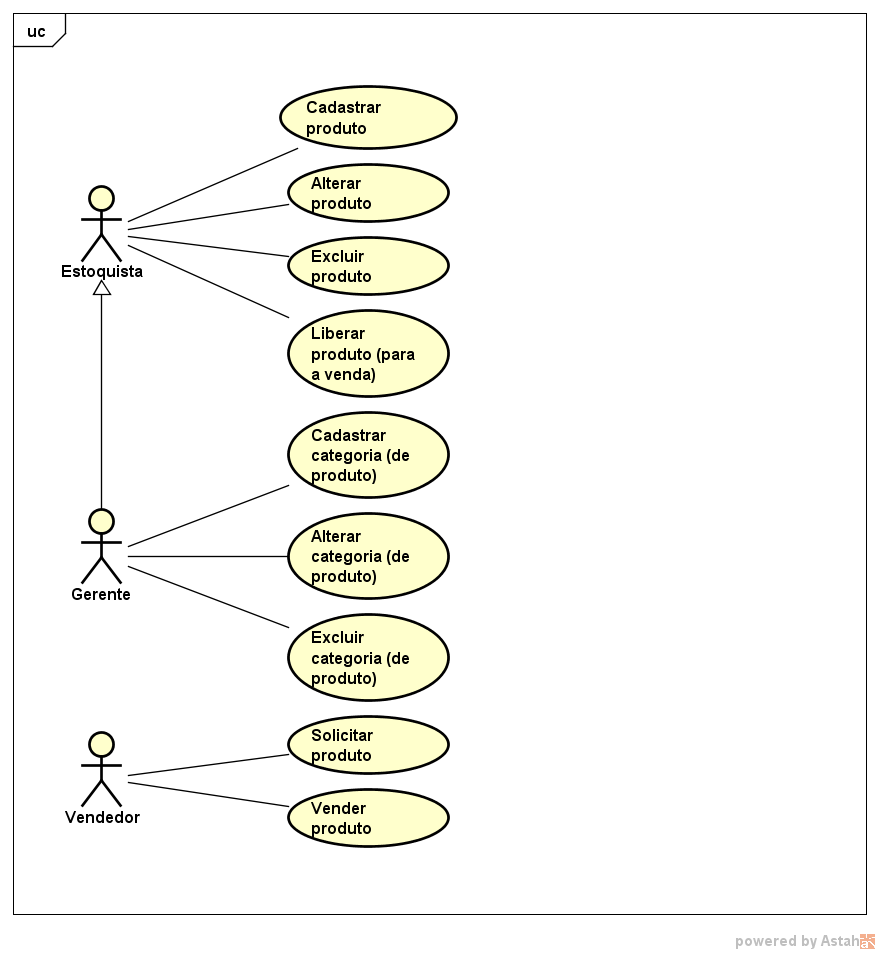 uc
Cadastrar
produto
Alterar
produto
Excluir
produto
Estoquista
Liberar
produto (para
a venda)
Cadastrar
categoria (de
produto)
Alterar
categoria (de
produto)
Gerente
Excluir
categoria (de
produto)
Solicitar
produto
Vender
produto
Vendedor
powered by Astah